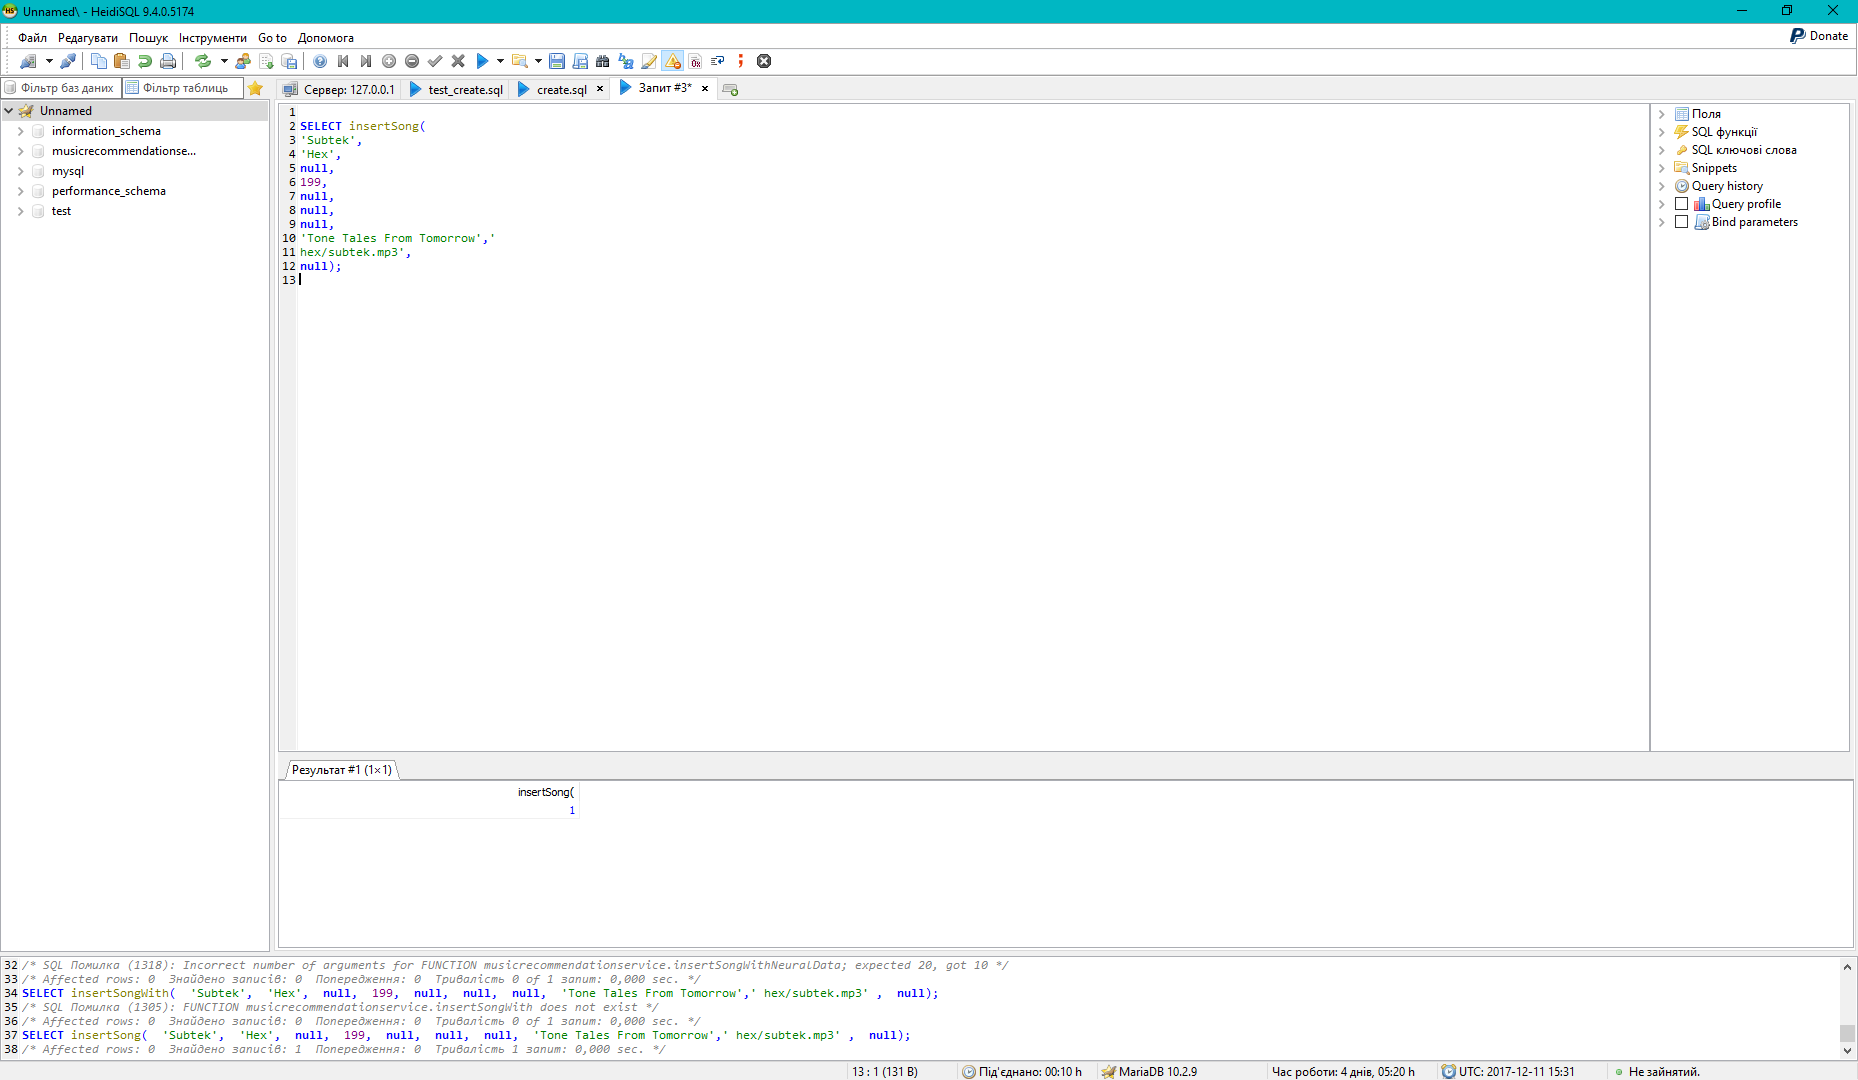 Unnamed\ - HeidiSQL 9.4.0.5174
Файл Редагувати Пошук Інструменти Go to Допомога
Donate
Фільтр баз даних Фільтр таблиць
Сервер: 127.0.0.1 test_create.sql create.sql Запит #3*
Unnamed
information_schema
musicrecommendationse...
mysql
performance_schema
test
1
2 SELECT insertSong(
3 'Subtek',
4 'Hex',
5 null,
6 199,
7 null,
8 null,
9 null,
10 'Tone Tales From Tomorrow','
11 hex/subtek.mp3',
12 null);
13
Поля
SQL функції
SQL ключові слова
Snippets
Query history
Query profile
Bind parameters
Результат #1 (1×1)
insertSong(
1
32 /* SQL Помилка (1318): Incorrect number of arguments for FUNCTION musicrecommendationservice.insertSongWithNeuralData; expected 20, got 10 */
33 /* Affected rows: 0 Знайдено записів: 0 Попередження: 0 Тривалість 0 of 1 запит: 0,000 sec. */
34 SELECT insertSongWith( 'Subtek', 'Hex', null, 199, null, null, null, 'Tone Tales From Tomorrow',' hex/subtek.mp3' , null);
35 /* SQL Помилка (1305): FUNCTION musicrecommendationservice.insertSongWith does not exist */
36 /* Affected rows: 0 Знайдено записів: 0 Попередження: 0 Тривалість 0 of 1 запит: 0,000 sec. */
37 SELECT insertSong( 'Subtek', 'Hex', null, 199, null, null, null, 'Tone Tales From Tomorrow',' hex/subtek.mp3' , null);
38 /* Affected rows: 0 Знайдено записів: 1 Попередження: 0 Тривалість 1 запит: 0,000 sec. */
13 : 1 (131 B) Під'єднано: 00:10 h MariaDB 10.2.9 Час роботи: 4 днів, 05:20 h UTC: 2017-12-11 15:31 Не зайнятий.